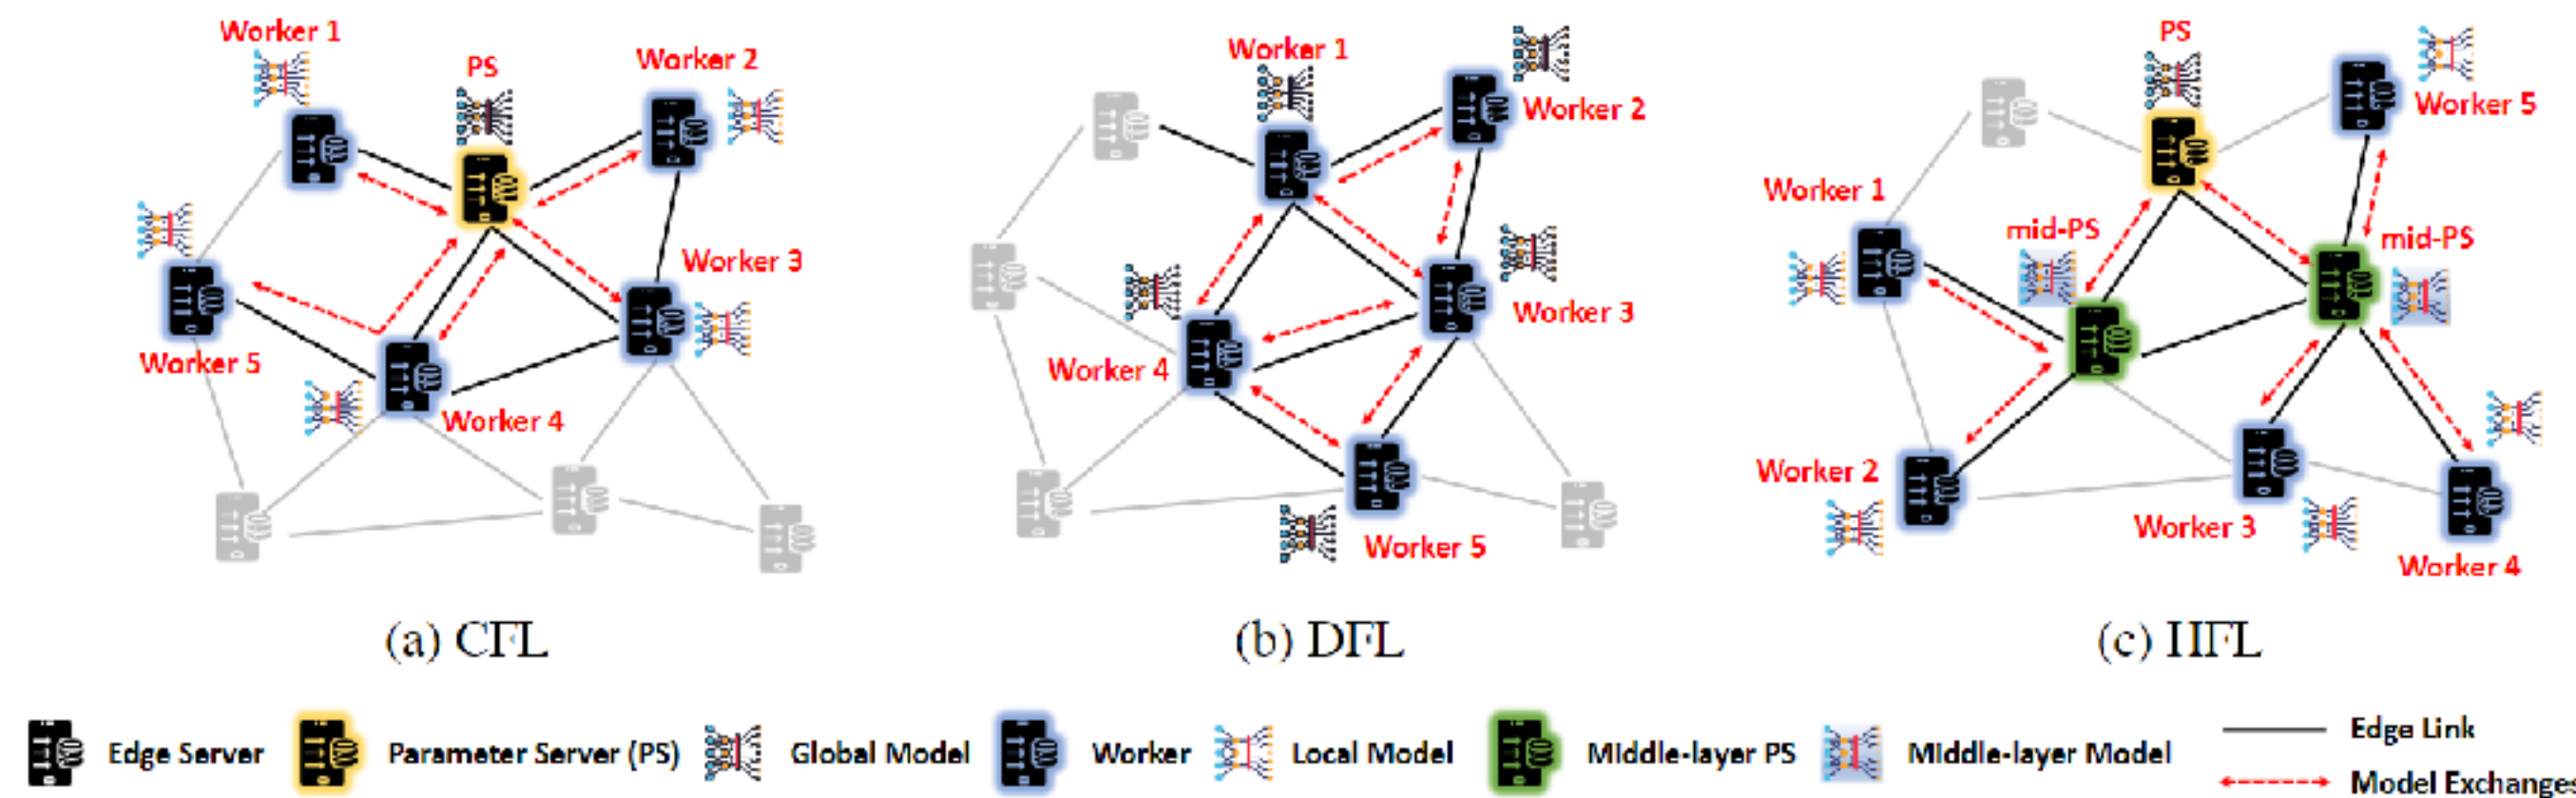 Worker 1
PS
Worker 2
Worker 3
Worker 5
Worker 4
(a) CFL
Worker 1
Worker 2
Worker 3
Worker 4
Worker 5
(b) DFL
PS
Worker 5
Worker 1
mid-PS
mid-PS
Worker 2
Worker 3
Worker 4
(c) HFL
Edge Server
Parameter Server (PS)
Global Model
Worker
Local Model
Middle-layer PS
Middle-layer Model
Edge Link
Model Exchanges